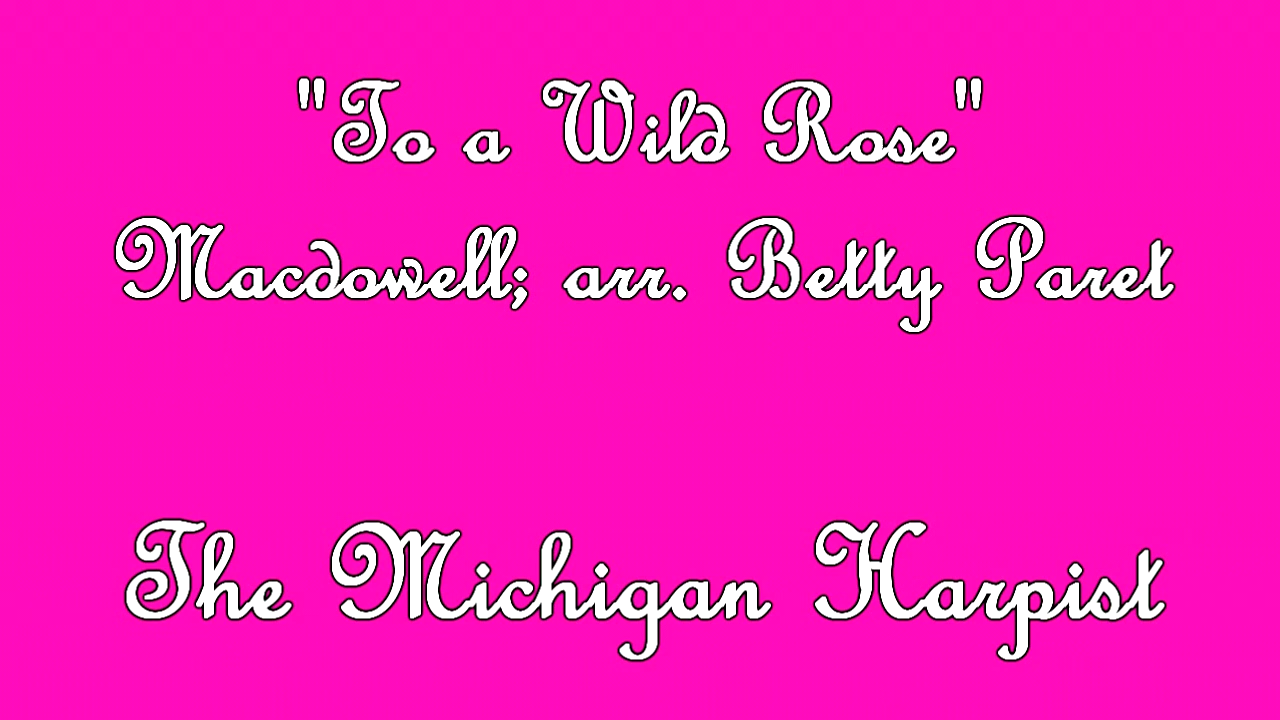 "To a Wild Rose"
Macdowell; arr. Betty Paret
The Michigan Harpist